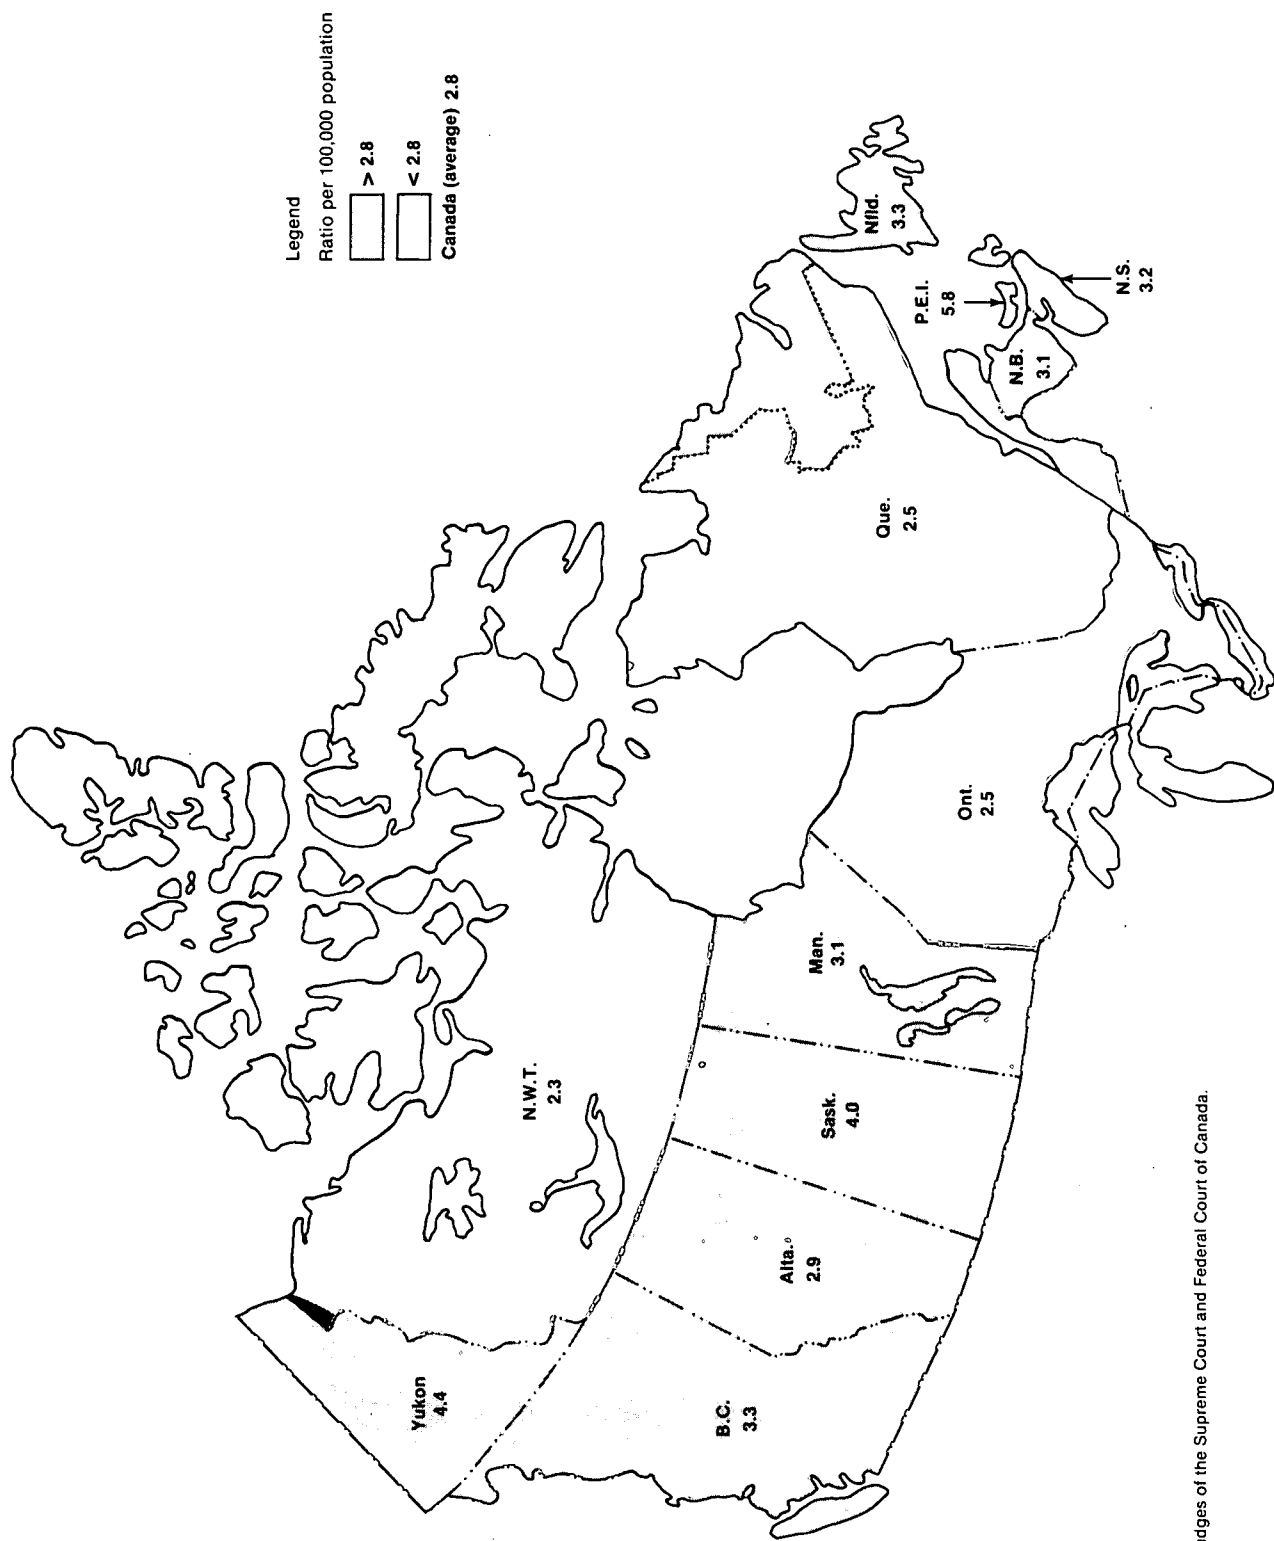 Legend
Ratio per 100,000 population
> 2.8
< 2.8
Canada (average) 2.8
Yukon
4.4
N.W.T.
2.3
B.C.
3.3
Alta.
2.9
Sask.
4.0
Man.
3.1
Ont.
2.5
Que.
2.5
Nfld.
3.3
P.E.I.
5.8
N.B.
3.1
N.S.
3.2
of the Supreme Court and Federal Court of Canada.